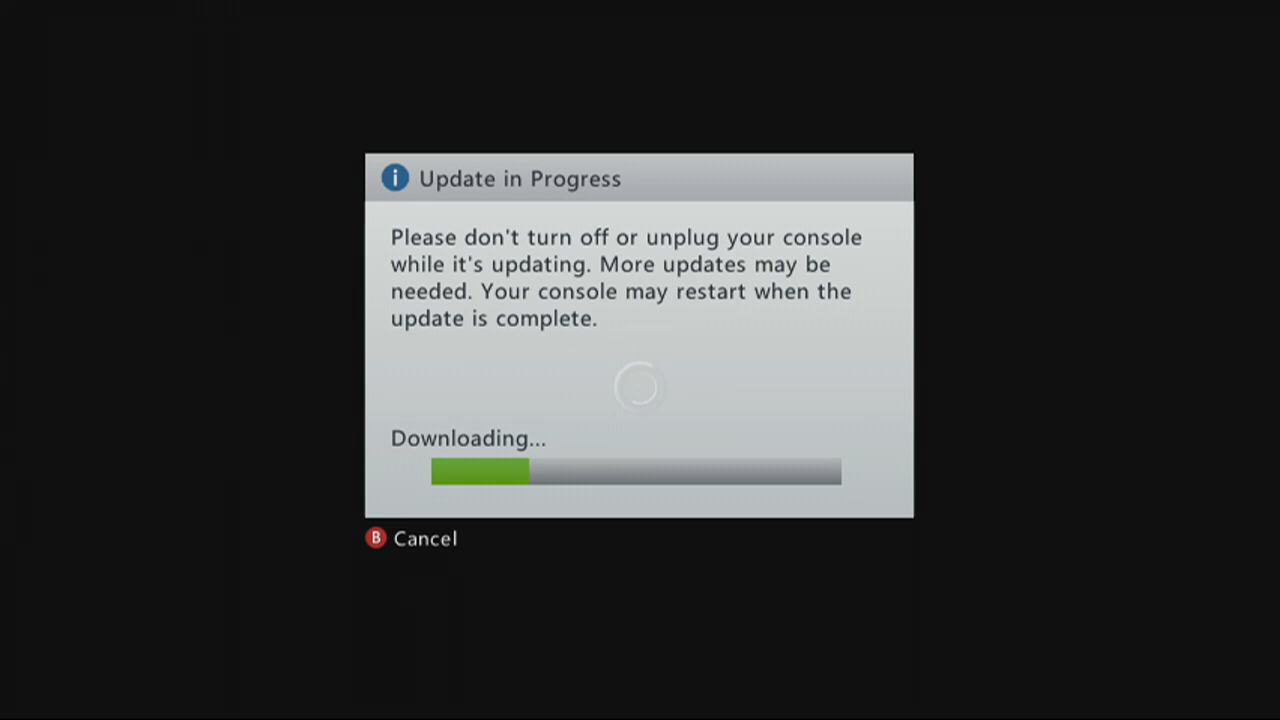 Update in Progress
Please don't turn off or unplug your console
while it's updating. More updates may be
needed. Your console may restart when the
update is complete.
Downloading...
B Cancel